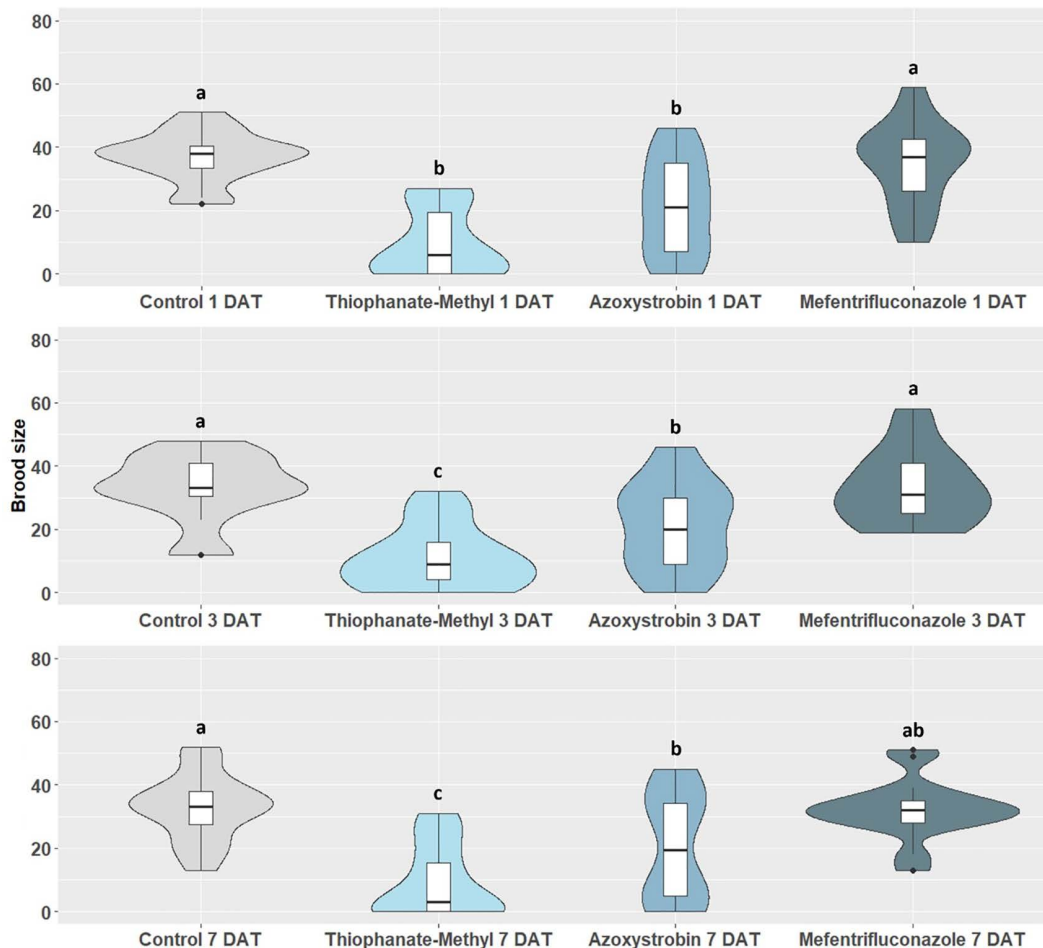 80
a
60
a
b
b
40
20
0
Control 1 DAT Thiophanate-Methyl 1 DAT Azoxystrobin 1 DAT Mefentrifluconazole 1 DAT
80
a
60
a
b
c
40
20
0
Control 3 DAT Thiophanate-Methyl 3 DAT Azoxystrobin 3 DAT Mefentrifluconazole 3 DAT
Brood size
80
60
a
ab
b
c
40
20
0
Control 7 DAT Thiophanate-Methyl 7 DAT Azoxystrobin 7 DAT Mefentrifluconazole 7 DAT